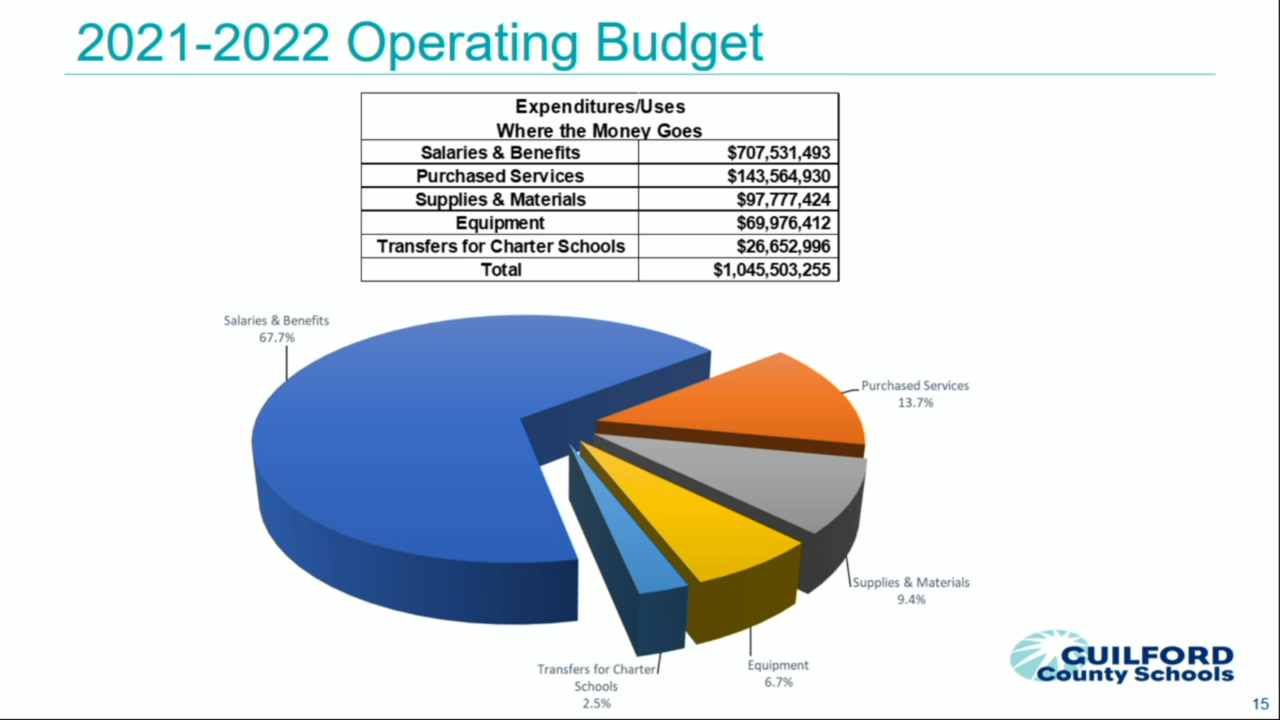 2021-2022 Operating Budget
Expenditures/Uses
Where the Money Goes
Salaries & Benefits $707,531,493
Purchased Services $143,564,930
Supplies & Materials $97,777,424
Equipment $69,976,412
Transfers for Charter Schools $26,652,996
Total $1,045,503,255
Salaries & Benefits
67.7%
Purchased Services
13.7%
Supplies & Materials
9.4%
Equipment
6.7%
Transfers for Charter
Schools
2.5%
GUILFORD
County Schools
15